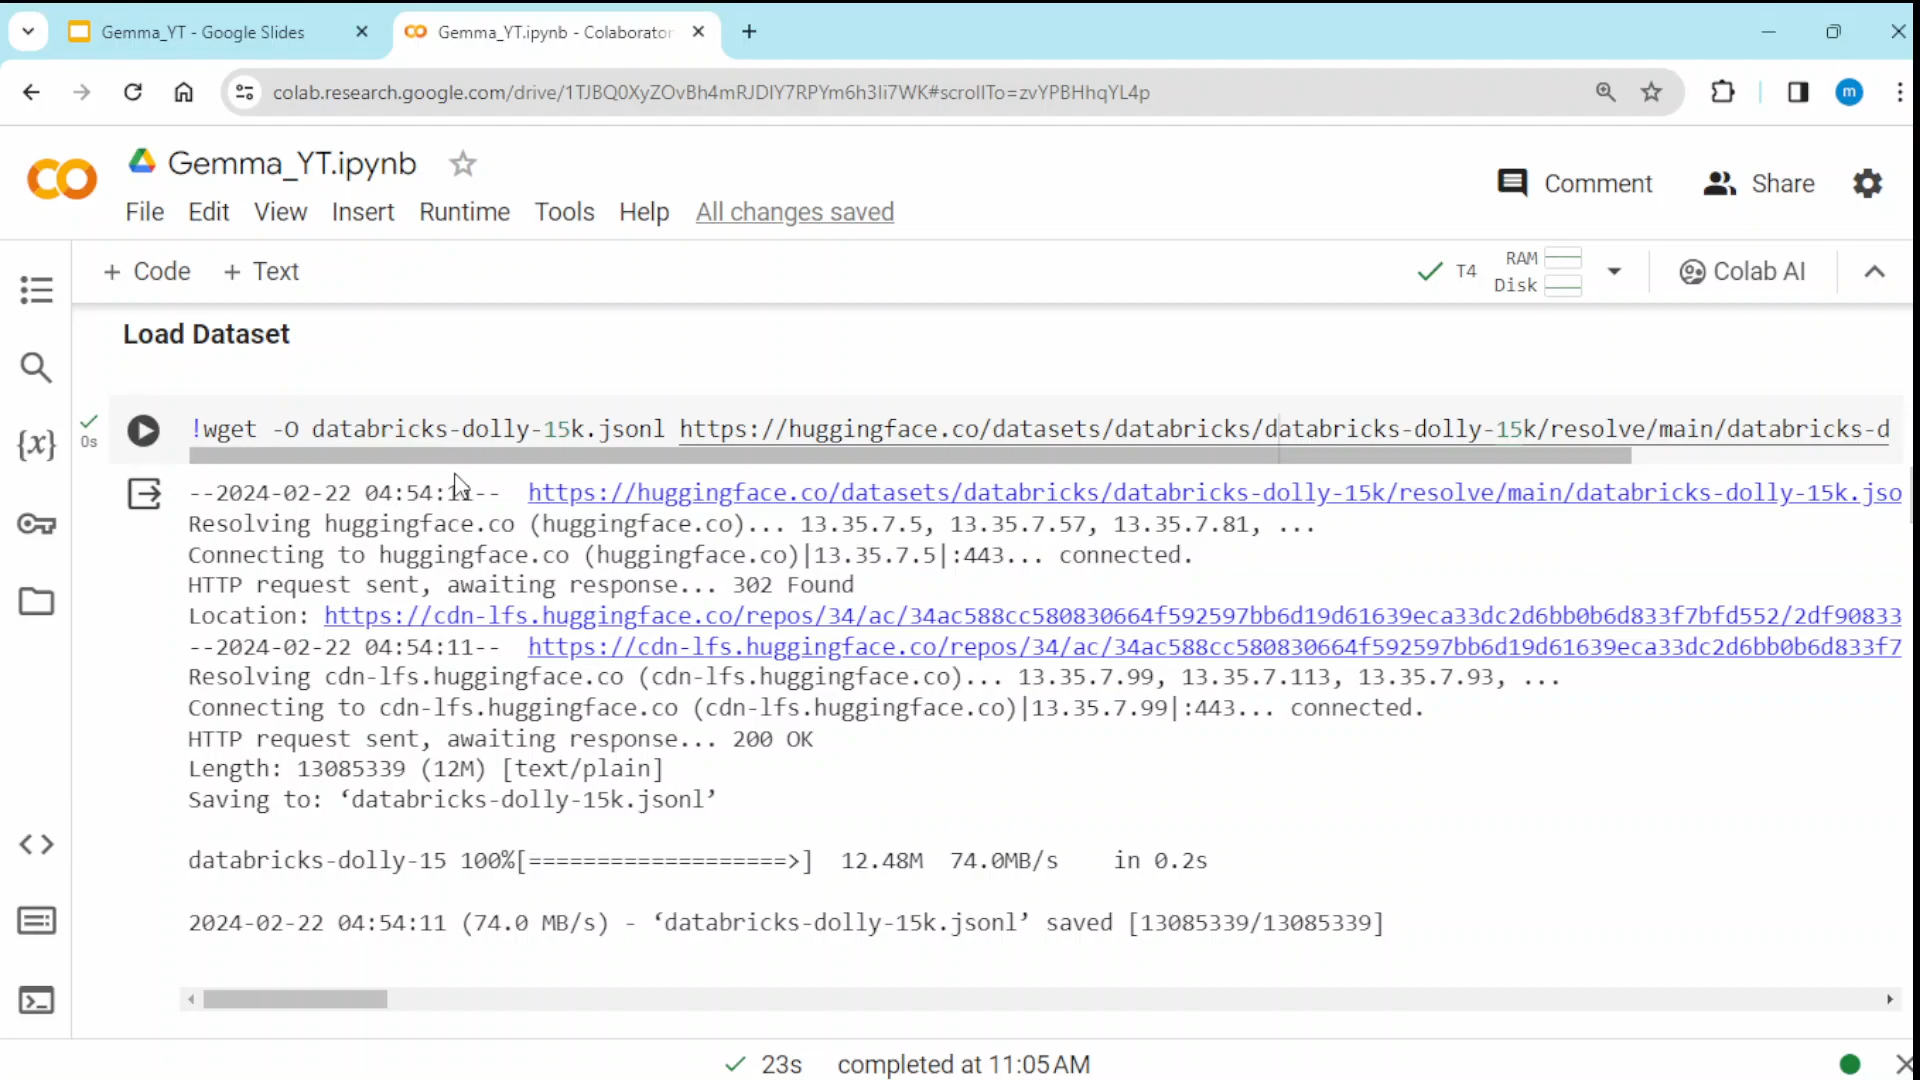 Gemma_YT - Google Slides
Gemma_YT.ipynb - Colaborator
colab.research.google.com/drive/1TJBQ0XyZOvBh4mRJDIY7RPYm6h3Ii7WK#scrollTo=zvYPBHhqYL4p
m
CO
Gemma_YT.ipynb
Comment
Share
File Edit View Insert Runtime Tools Help All changes saved
+ Code + Text
T4
RAM
Disk
Colab AI
Load Dataset
{x}
0s
!wget -O databricks-dolly-15k.jsonl https://huggingface.co/datasets/databricks/databricks-dolly-15k/resolve/main/databricks-d
--2024-02-22 04:54:11-- https://huggingface.co/datasets/databricks/databricks-dolly-15k/resolve/main/databricks-dolly-15k.jso
Resolving huggingface.co (huggingface.co)... 13.35.7.5, 13.35.7.57, 13.35.7.81, ...
Connecting to huggingface.co (huggingface.co)|13.35.7.5|:443... connected.
HTTP request sent, awaiting response... 302 Found
Location: https://cdn-lfs.huggingface.co/repos/34/ac/34ac588cc580830664f592597bb6d19d61639eca33dc2d6bb0b6d833f7bfd552/2df90833
--2024-02-22 04:54:11-- https://cdn-lfs.huggingface.co/repos/34/ac/34ac588cc580830664f592597bb6d19d61639eca33dc2d6bb0b6d833f7
Resolving cdn-lfs.huggingface.co (cdn-lfs.huggingface.co)... 13.35.7.99, 13.35.7.113, 13.35.7.93, ...
Connecting to cdn-lfs.huggingface.co (cdn-lfs.huggingface.co)|13.35.7.99|:443... connected.
HTTP request sent, awaiting response... 200 OK
Length: 13085339 (12M) [text/plain]
Saving to: ‘databricks-dolly-15k.jsonl’
databricks-dolly-15 100%[===================>] 12.48M 74.0MB/s in 0.2s
2024-02-22 04:54:11 (74.0 MB/s) - ‘databricks-dolly-15k.jsonl’ saved [13085339/13085339]
23s completed at 11:05 AM